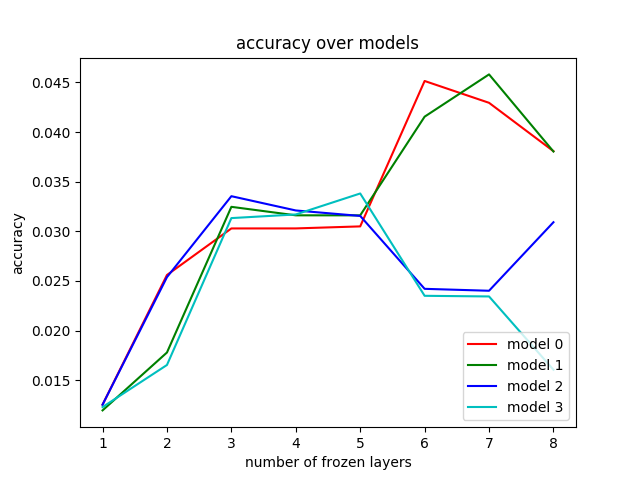 accuracy over models
accuracy
0.045
0.040
0.035
0.030
0.025
0.020
0.015
1 2 3 4 5 6 7 8
number of frozen layers
model 0
model 1
model 2
model 3